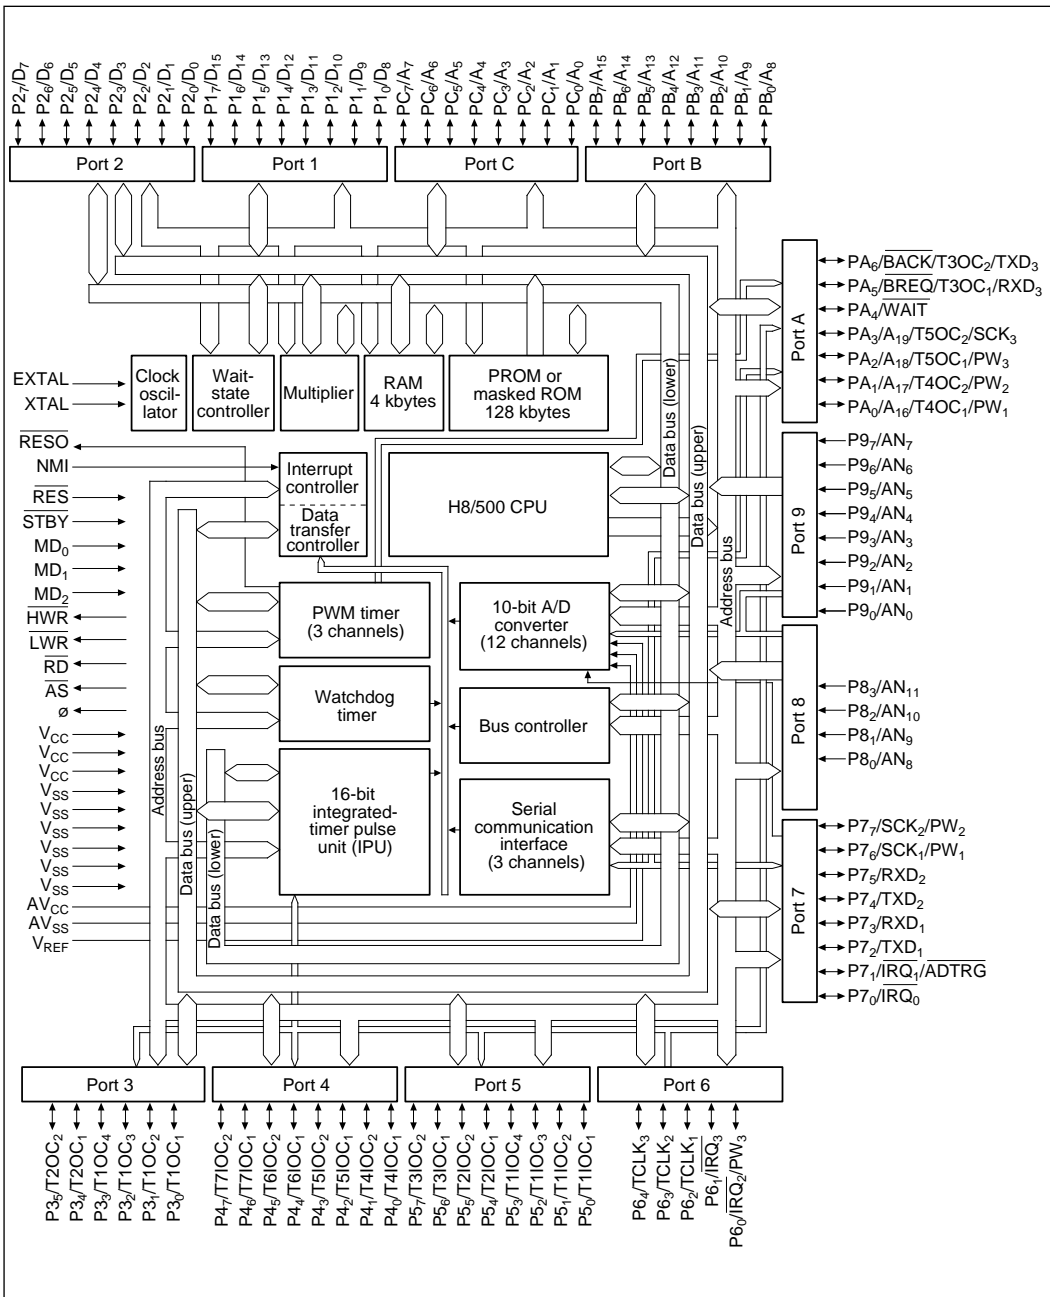 P2₇/D₇
P2₆/D₆
P2₅/D₅
P2₄/D₄
P2₃/D₃
P2₂/D₂
P2₁/D₁
P2₀/D₀
P1₇/D₁₅
P1₆/D₁₄
P1₅/D₁₃
P1₄/D₁₂
P1₃/D₁₁
P1₂/D₁₀
P1₁/D₉
P1₀/D₈
PC₇/A₇
PC₆/A₆
PC₅/A₅
PC₄/A₄
PC₃/A₃
PC₂/A₂
PC₁/A₁
PC₀/A₀
PB₇/A₁₅
PB₆/A₁₄
PB₅/A₁₃
PB₄/A₁₂
PB₃/A₁₁
PB₂/A₁₀
PB₁/A₉
PB₀/A₈
Port 2
Port 1
Port C
Port B
Port A
PA₆/BACK/T3OC₂/TXD₃
PA₅/BREQ/T3OC₁/RXD₃
PA₄/WAIT
PA₃/A₁₉/T5OC₂/SCK₃
PA₂/A₁₈/T5OC₁/PW₃
PA₁/A₁₇/T4OC₂/PW₂
PA₀/A₁₆/T4OC₁/PW₁
EXTAL
XTAL
Clock
oscil-
lator
Wait-
state
controller
Multiplier
RAM
4 kbytes
PROM or
masked ROM
128 kbytes
Data bus (lower)
Data bus (upper)
Address bus
RESO
NMI
RES
STBY
MD₀
MD₁
MD₂
HWR
LWR
RD
AS
ø
V_CC
V_CC
V_CC
V_SS
V_SS
V_SS
V_SS
V_SS
V_SS
AV_CC
AV_SS
V_REF
Interrupt
controller
Data
transfer
controller
H8/500 CPU
PWM timer
(3 channels)
10-bit A/D
converter
(12 channels)
Watchdog
timer
Bus controller
16-bit
integrated-
timer pulse
unit (IPU)
Serial
communication
interface
(3 channels)
Address bus
Data bus (upper)
Data bus (lower)
Port 9
P9₇/AN₇
P9₆/AN₆
P9₅/AN₅
P9₄/AN₄
P9₃/AN₃
P9₂/AN₂
P9₁/AN₁
P9₀/AN₀
Port 8
P8₃/AN₁₁
P8₂/AN₁₀
P8₁/AN₉
P8₀/AN₈
Port 7
P7₇/SCK₂/PW₂
P7₆/SCK₁/PW₁
P7₅/RXD₂
P7₄/TXD₂
P7₃/RXD₁
P7₂/TXD₁
P7₁/IRQ₁/ADTRG
P7₀/IRQ₀
Port 3
Port 4
Port 5
Port 6
P3₅/T2OC₂
P3₄/T2OC₁
P3₃/T1OC₄
P3₂/T1OC₃
P3₁/T1OC₂
P3₀/T1OC₁
P4₇/T7IOC₂
P4₆/T7IOC₁
P4₅/T6IOC₂
P4₄/T6IOC₁
P4₃/T5IOC₂
P4₂/T5IOC₁
P4₁/T4IOC₂
P4₀/T4IOC₁
P5₇/T3IOC₂
P5₆/T3IOC₁
P5₅/T2IOC₂
P5₄/T2IOC₁
P5₃/T1IOC₄
P5₂/T1IOC₃
P5₁/T1IOC₂
P5₀/T1IOC₁
P6₄/TCLK₃
P6₃/TCLK₂
P6₂/TCLK₁
P6₁/IRQ₃
P6₀/IRQ₂/PW₃